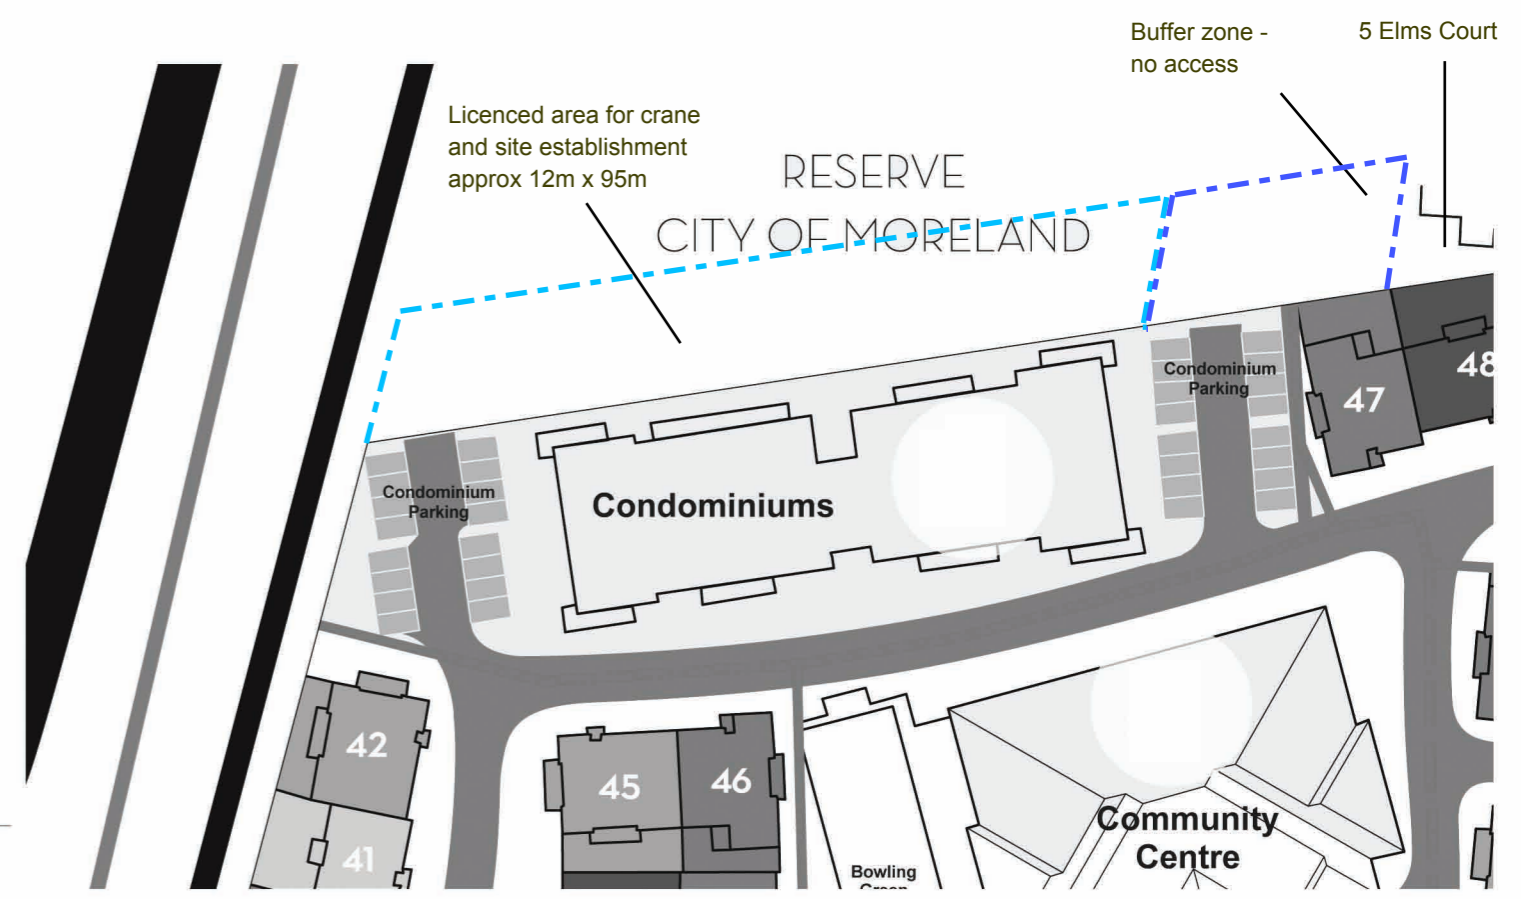 Buffer zone -
no access
5 Elms Court
Licenced area for crane
and site establishment
approx 12m x 95m
RESERVE
CITY OF MORELAND
Condominium
Parking
47
48
Condominium
Parking
Condominiums
42
45
46
41
Community
Centre
Bowling
Green